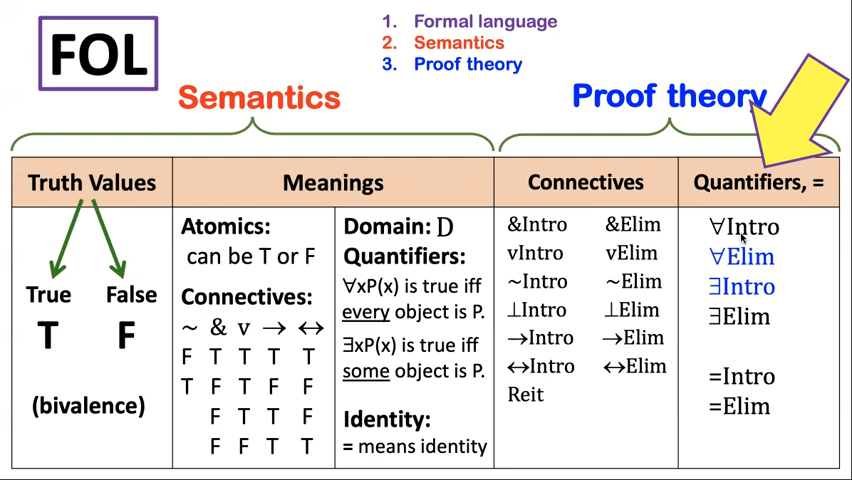 FOL
1. Formal language
2. Semantics
3. Proof theory
Semantics
Proof theory
Truth Values
Meanings
Connectives
Quantifiers, =
True False
T F
(bivalence)
Atomics:
can be T or F
Connectives:
~ & v → ↔
F T T T T
T F T F F
F T T F
F F T T
Domain: D
Quantifiers:
∀xP(x) is true iff
every object is P.
∃xP(x) is true iff
some object is P.
Identity:
= means identity
&Intro &Elim
vIntro vElim
~Intro ~Elim
⊥Intro ⊥Elim
→Intro →Elim
↔Intro ↔Elim
Reit
∀Intro
∀Elim
∃Intro
∃Elim
=Intro
=Elim